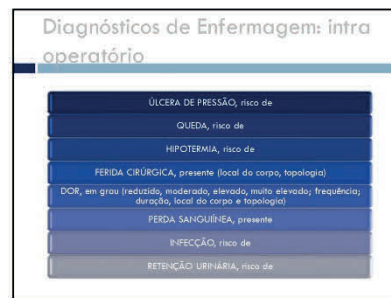 Diagnósticos de Enfermagem: intra
operatório
ÚLCERA DE PRESSÃO, risco de
QUEDA, risco de
HIPOTERMIA, risco de
FERIDA CIRÚRGICA, presente (local do corpo, topologia)
DOR, em grau (reduzido, moderado, elevado, muito elevado; frequência;
duração, local do corpo e topologia)
PERDA SANGUÍNEA, presente
INFECÇÃO, risco de
RETENÇÃO URINÁRIA, risco de